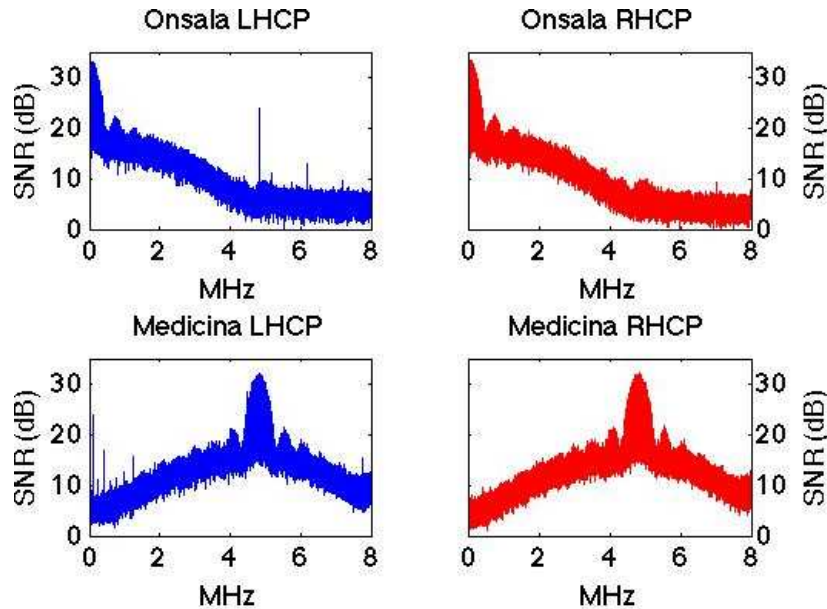 Onsala LHCP
Onsala RHCP
SNR (dB)
30
20
10
0
0 2 4 6 8
MHz
30
20
10
0
SNR (dB)
0 2 4 6 8
MHz
Medicina LHCP
Medicina RHCP
SNR (dB)
30
20
10
0
0 2 4 6 8
MHz
30
20
10
0
SNR (dB)
0 2 4 6 8
MHz